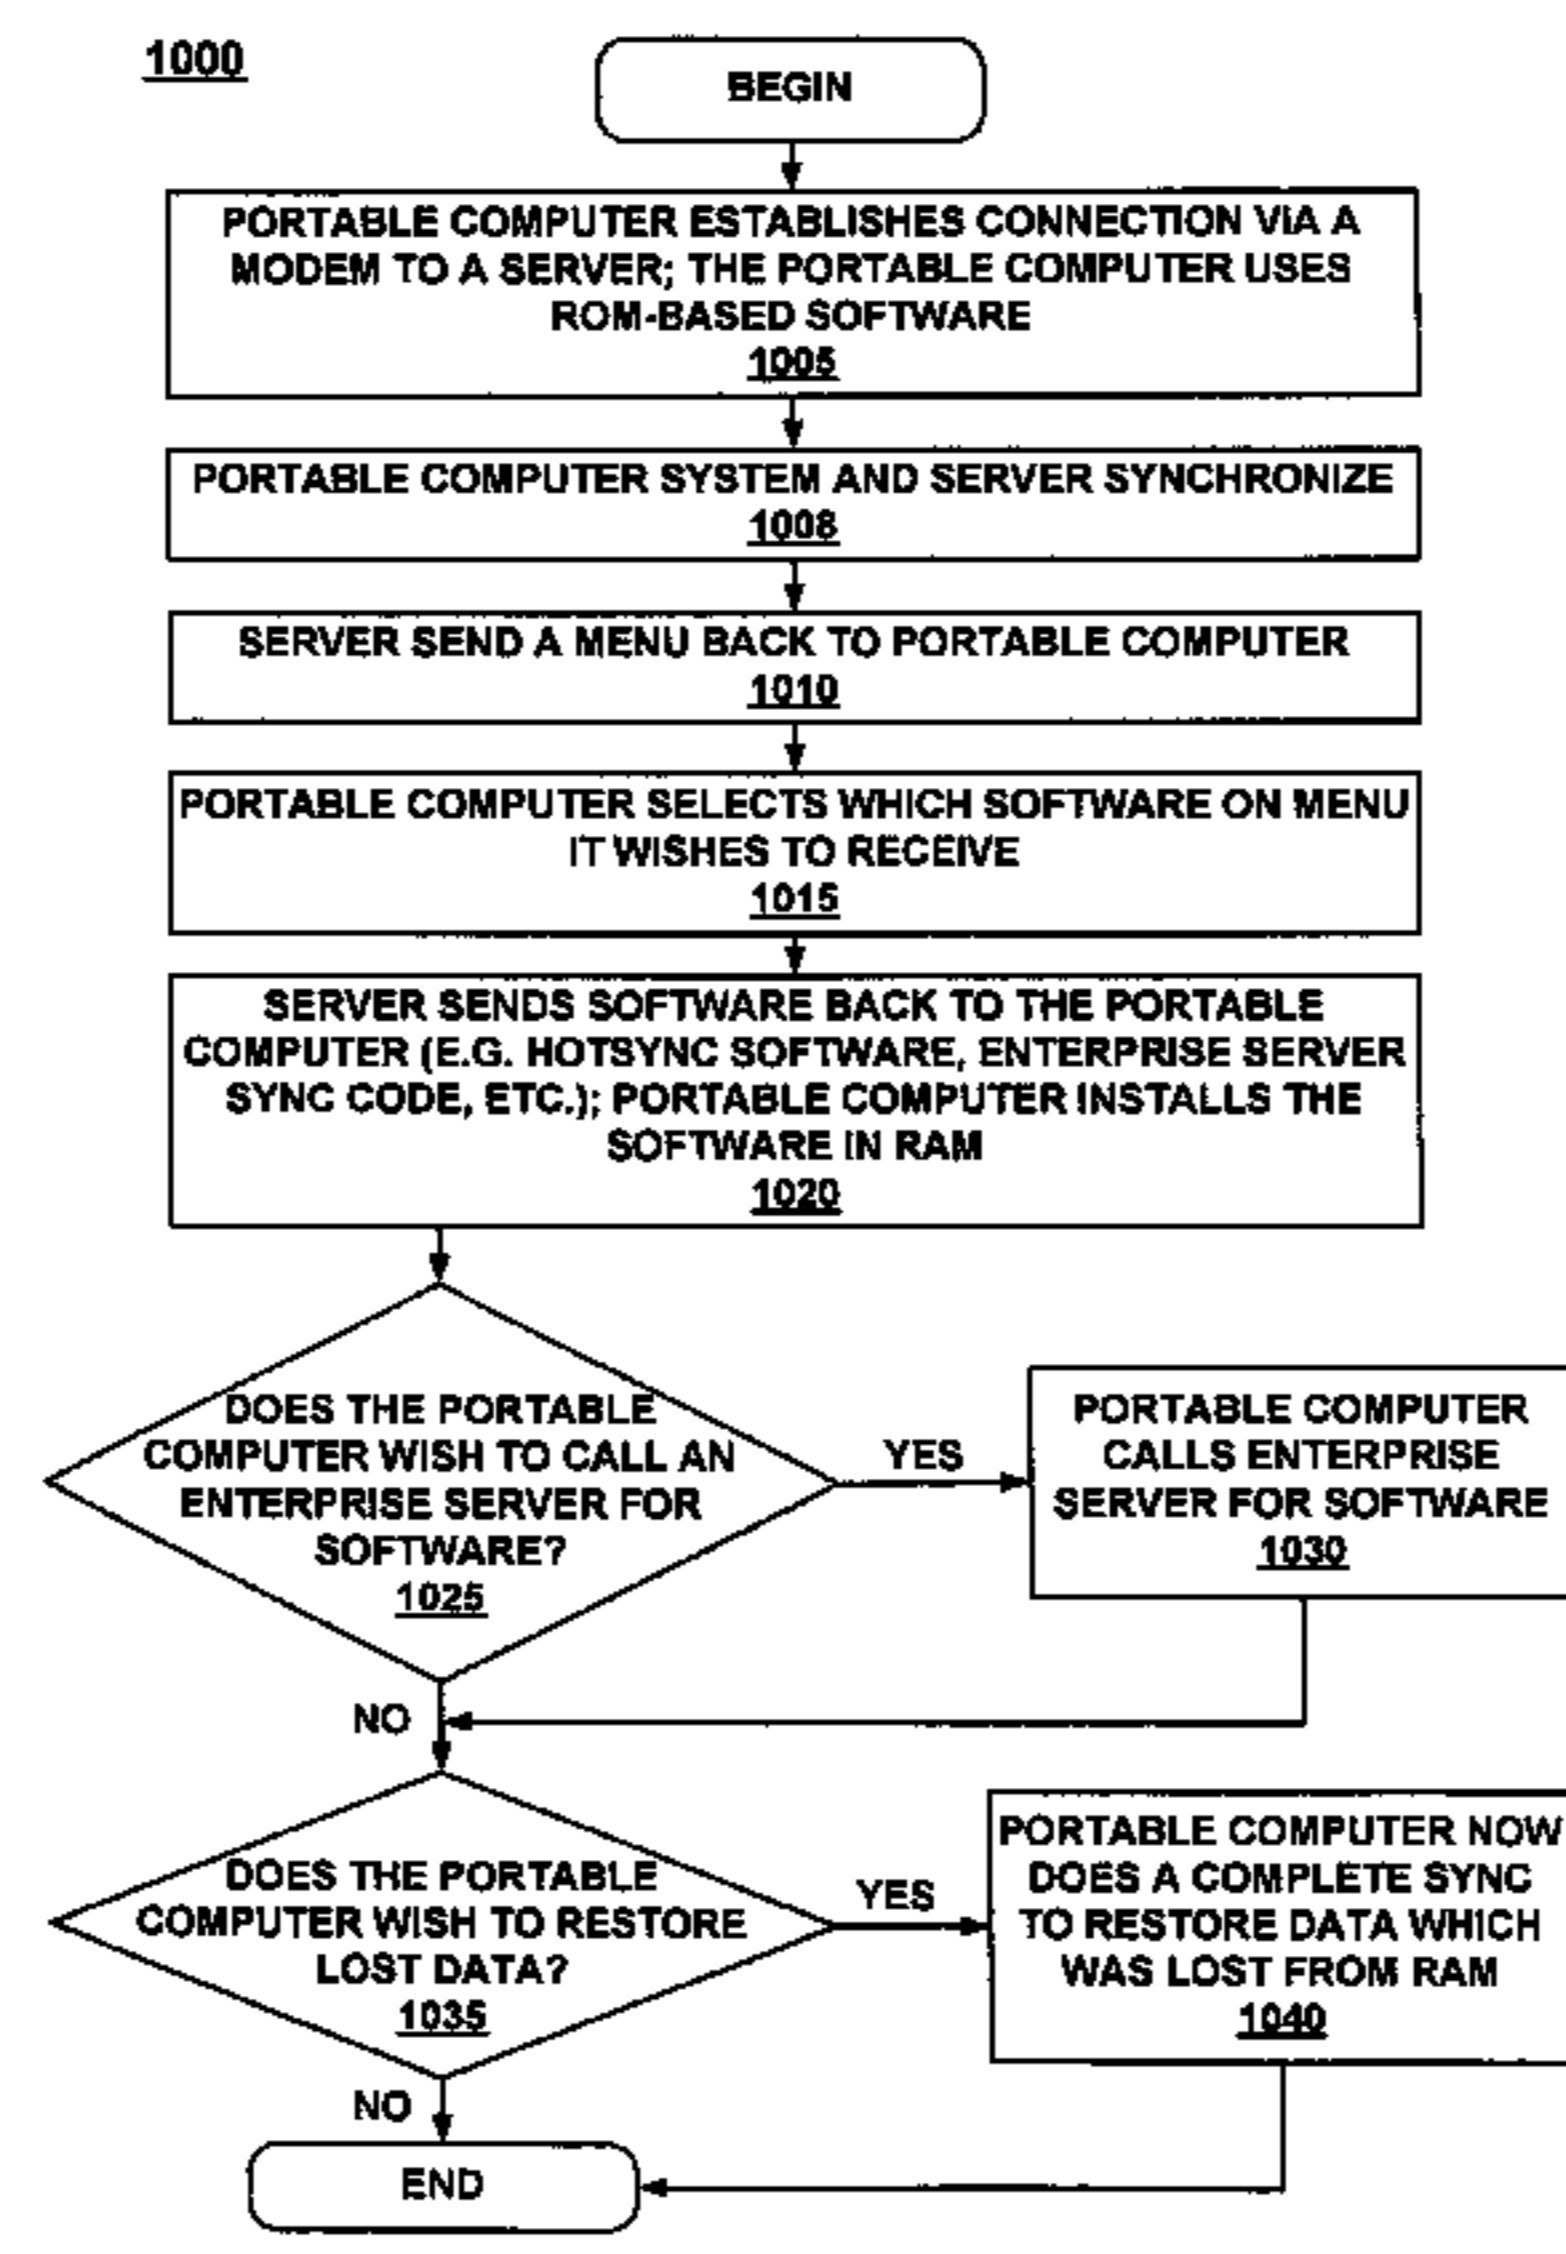 1000
BEGIN
PORTABLE COMPUTER ESTABLISHES CONNECTION VIA A
MODEM TO A SERVER; THE PORTABLE COMPUTER USES
ROM-BASED SOFTWARE
1005
PORTABLE COMPUTER SYSTEM AND SERVER SYNCHRONIZE
1008
SERVER SEND A MENU BACK TO PORTABLE COMPUTER
1010
PORTABLE COMPUTER SELECTS WHICH SOFTWARE ON MENU
IT WISHES TO RECEIVE
1015
SERVER SENDS SOFTWARE BACK TO THE PORTABLE
COMPUTER (E.G. HOTSYNC SOFTWARE, ENTERPRISE SERVER
SYNC CODE, ETC.); PORTABLE COMPUTER INSTALLS THE
SOFTWARE IN RAM
1020
DOES THE PORTABLE
COMPUTER WISH TO CALL AN
ENTERPRISE SERVER FOR
SOFTWARE?
1025
YES
PORTABLE COMPUTER
CALLS ENTERPRISE
SERVER FOR SOFTWARE
1030
NO
DOES THE PORTABLE
COMPUTER WISH TO RESTORE
LOST DATA?
1035
YES
PORTABLE COMPUTER NOW
DOES A COMPLETE SYNC
TO RESTORE DATA WHICH
WAS LOST FROM RAM
1040
NO
END